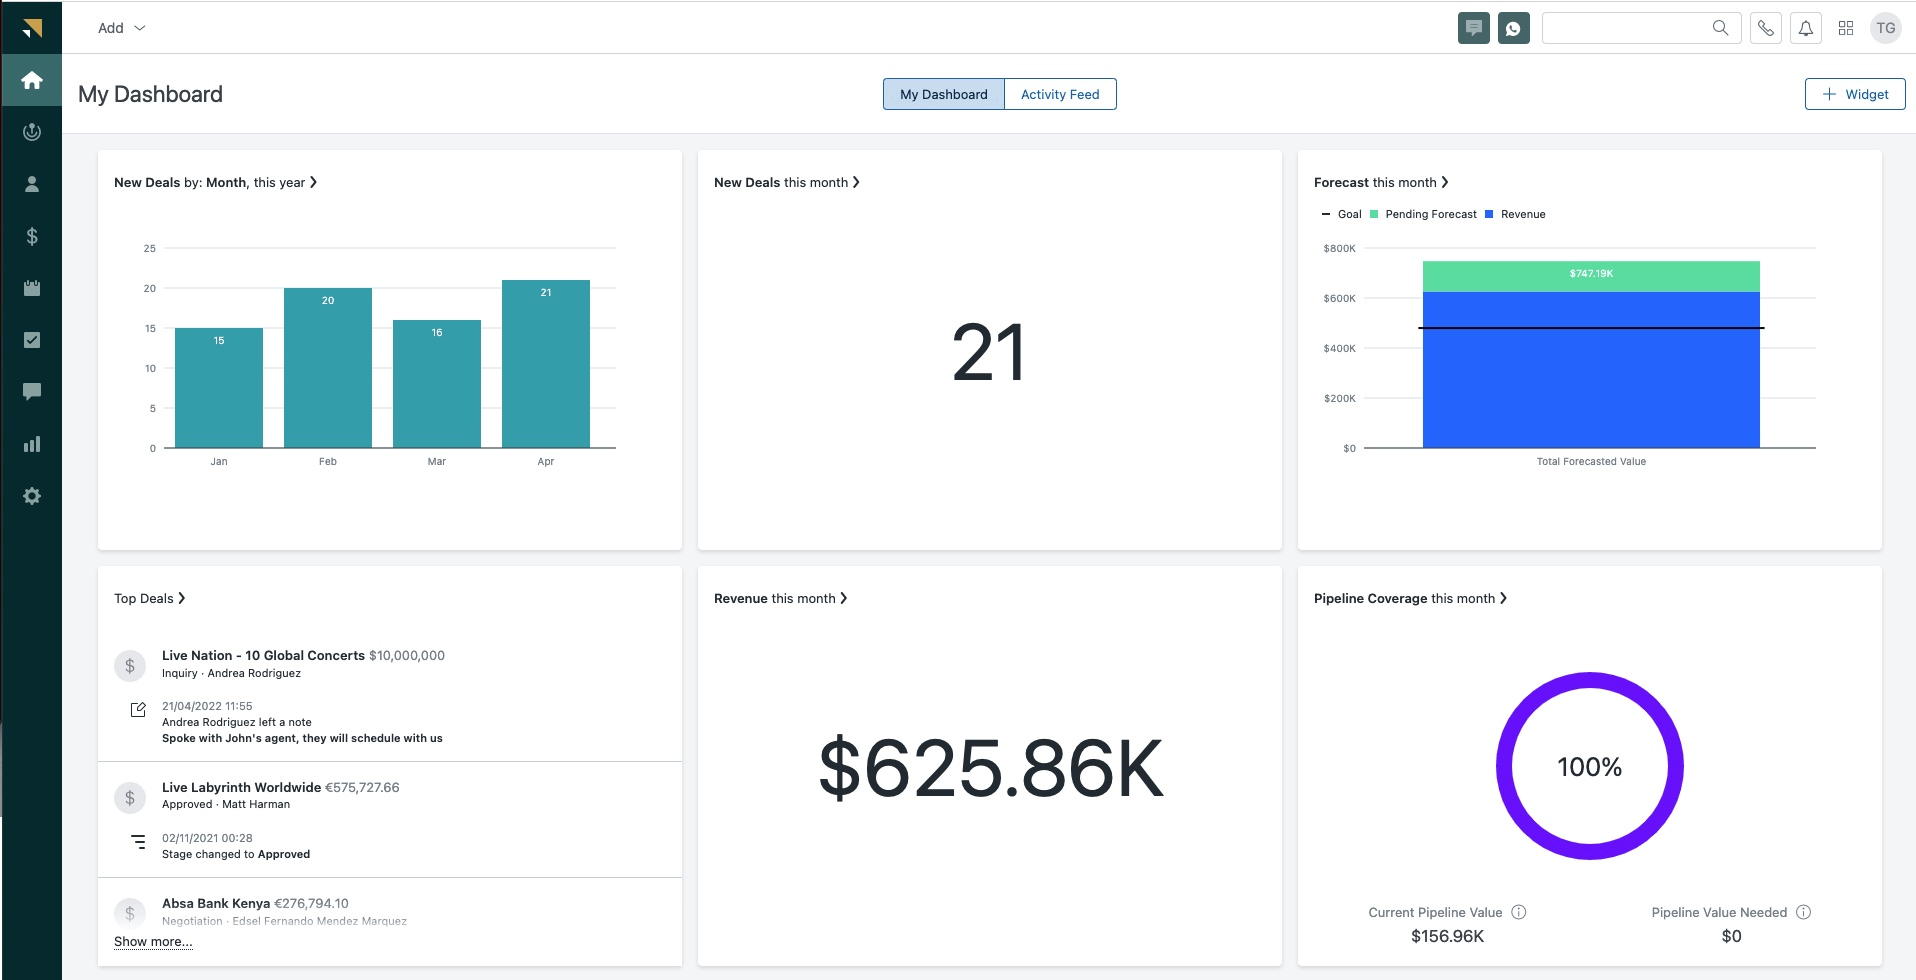 Add
TG
My Dashboard
My Dashboard
Activity Feed
Widget
New Deals by: Month, this year
25
20
15
10
5
0
15
20
16
21
Jan
Feb
Mar
Apr
New Deals this month
21
Forecast this month
Goal
Pending Forecast
Revenue
$800K
$600K
$400K
$200K
$0
$747.19K
Total Forecasted Value
Top Deals
Live Nation - 10 Global Concerts $10,000,000
Inquiry · Andrea Rodriguez
21/04/2022 11:55
Andrea Rodriguez left a note
Spoke with John's agent, they will schedule with us
Live Labyrinth Worldwide €575,727.66
Approved · Matt Harman
02/11/2021 00:28
Stage changed to Approved
Absa Bank Kenya €276,794.10
Negotiation · Edsel Fernando Mendez Marquez
Show more...
Revenue this month
$625.86K
Pipeline Coverage this month
100%
Current Pipeline Value
$156.96K
Pipeline Value Needed
$0